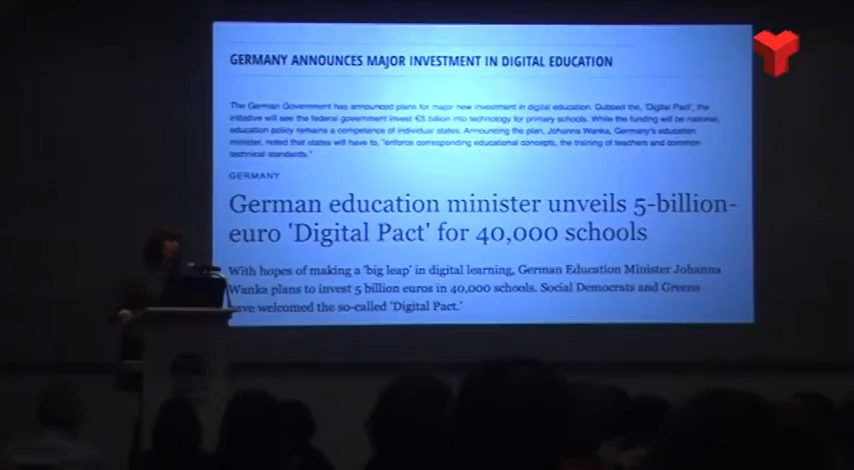 GERMANY ANNOUNCES MAJOR INVESTMENT IN DIGITAL EDUCATION
The German Government has announced plans for major new investment in digital education. Dubbed the, 'Digital Pact', the
initiative will see the federal government invest €5 billion into technology for primary schools. While the funding will be national,
education policy remains a competence of individual states. Announcing the plan, Johanna Wanka, Germany's education
minister, noted that states will have to, "enforce corresponding educational concepts, the training of teachers and common
technical standards."
GERMANY
German education minister unveils 5-billion-
euro 'Digital Pact' for 40,000 schools
With hopes of making a 'big leap' in digital learning, German Education Minister Johanna
Wanka plans to invest 5 billion euros in 40,000 schools. Social Democrats and Greens
have welcomed the so-called 'Digital Pact.'